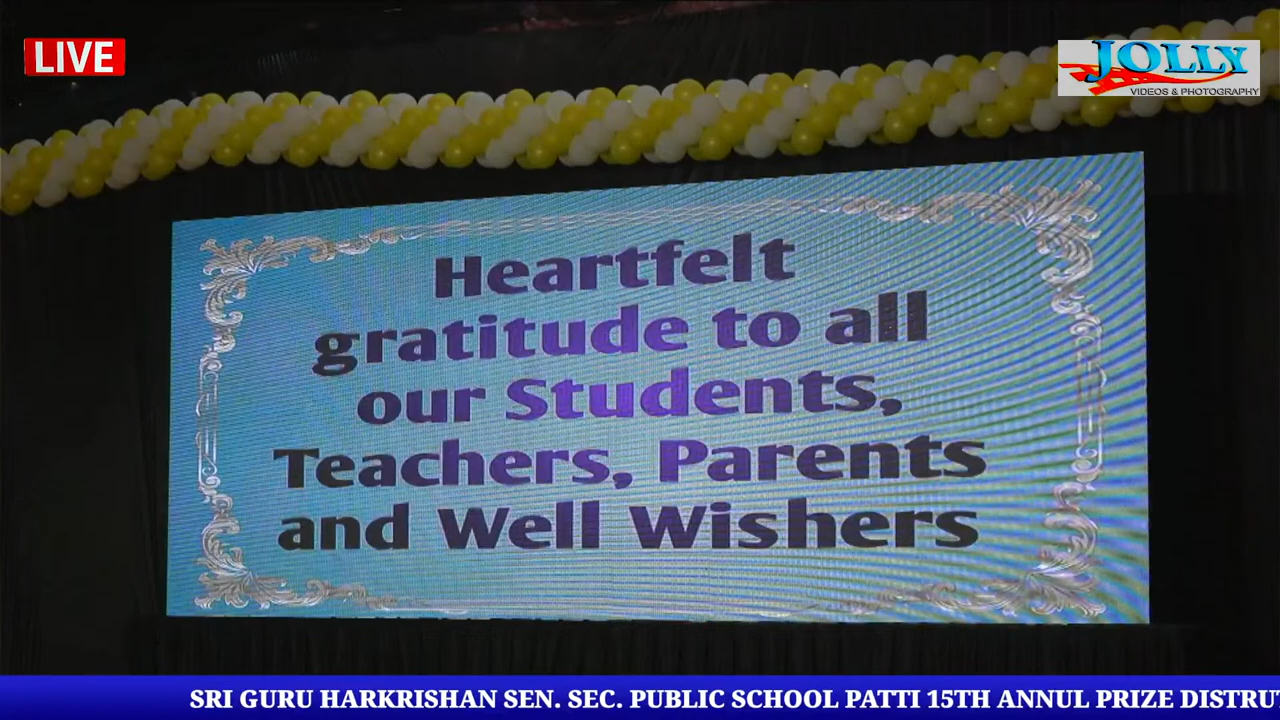 LIVE
JOLLY
VIDEOS & PHOTOGRAPHY
Heartfelt
gratitude to all
our Students,
Teachers, Parents
and Well Wishers
SRI GURU HARKRISHAN SEN. SEC. PUBLIC SCHOOL PATTI 15TH ANNUL PRIZE DISTRU